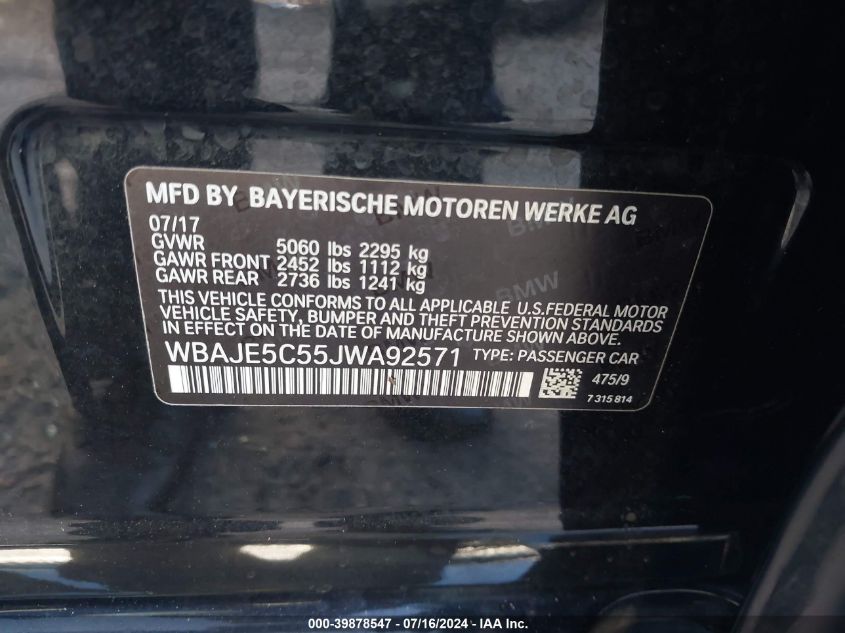 MFD BY BAYERISCHE MOTOREN WERKE AG
07/17
GVWR 5060 lbs 2295 kg
GAWR FRONT 2452 lbs 1112 kg
GAWR REAR 2736 lbs 1241 kg
THIS VEHICLE CONFORMS TO ALL APPLICABLE U.S.FEDERAL MOTOR
VEHICLE SAFETY, BUMPER AND THEFT PREVENTION STANDARDS
IN EFFECT ON THE DATE OF MANUFACTURE SHOWN ABOVE.
WBAJE5C55JWA92571 TYPE: PASSENGER CAR
475/9
7 315 814
000-39878547 - 07/16/2024 - IAA Inc.